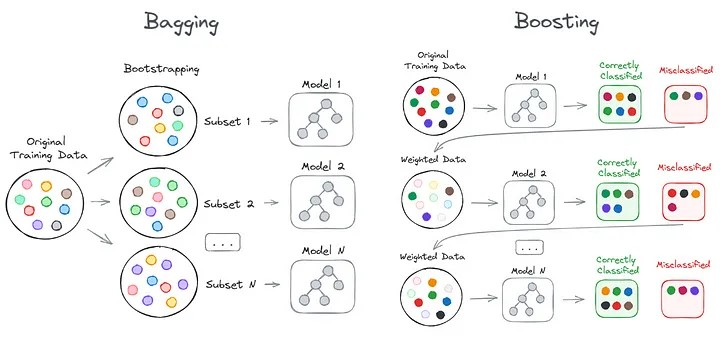 Bagging
Bootstrapping
Original
Training Data
Subset 1
Model 1
Subset 2
Model 2
...
Subset N
Model N
Boosting
Original
Training Data
Model 1
Correctly
Classified
Misclassified
Weighted Data
Model 2
Correctly
Classified
Misclassified
...
Weighted Data
Model N
Correctly
Classified
Misclassified